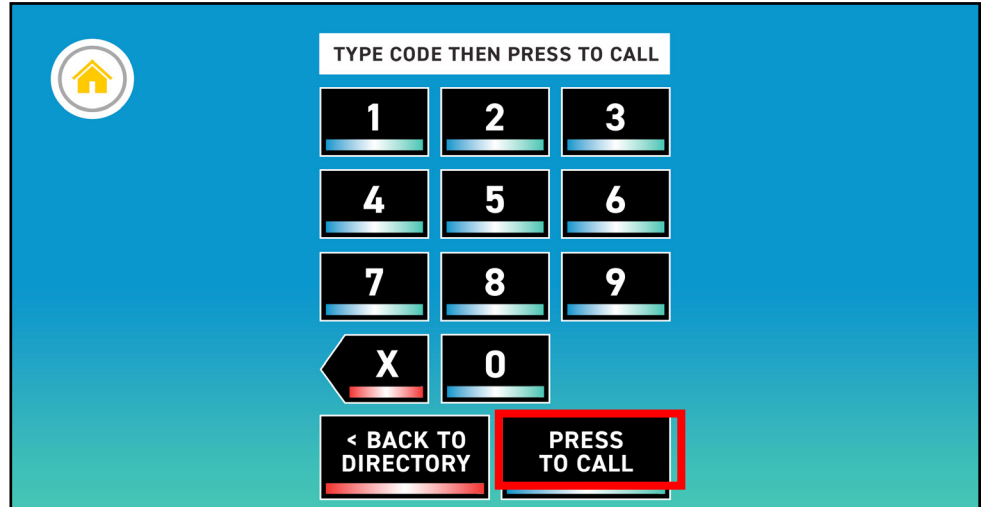 TYPE CODE THEN PRESS TO CALL
1 2 3
4 5 6
7 8 9
X 0
< BACK TO DIRECTORY
PRESS TO CALL